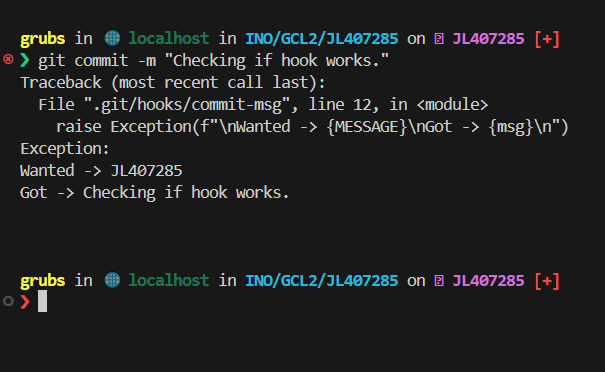 grubs in 🌐 localhost in INO/GCL2/JL407285 on JL407285 [+]
❯ git commit -m "Checking if hook works."
Traceback (most recent call last):
  File ".git/hooks/commit-msg", line 12, in <module>
    raise Exception(f"\nWanted -> {MESSAGE}\nGot -> {msg}\n")
Exception:
Wanted -> JL407285
Got -> Checking if hook works.
grubs in 🌐 localhost in INO/GCL2/JL407285 on JL407285 [+]
❯